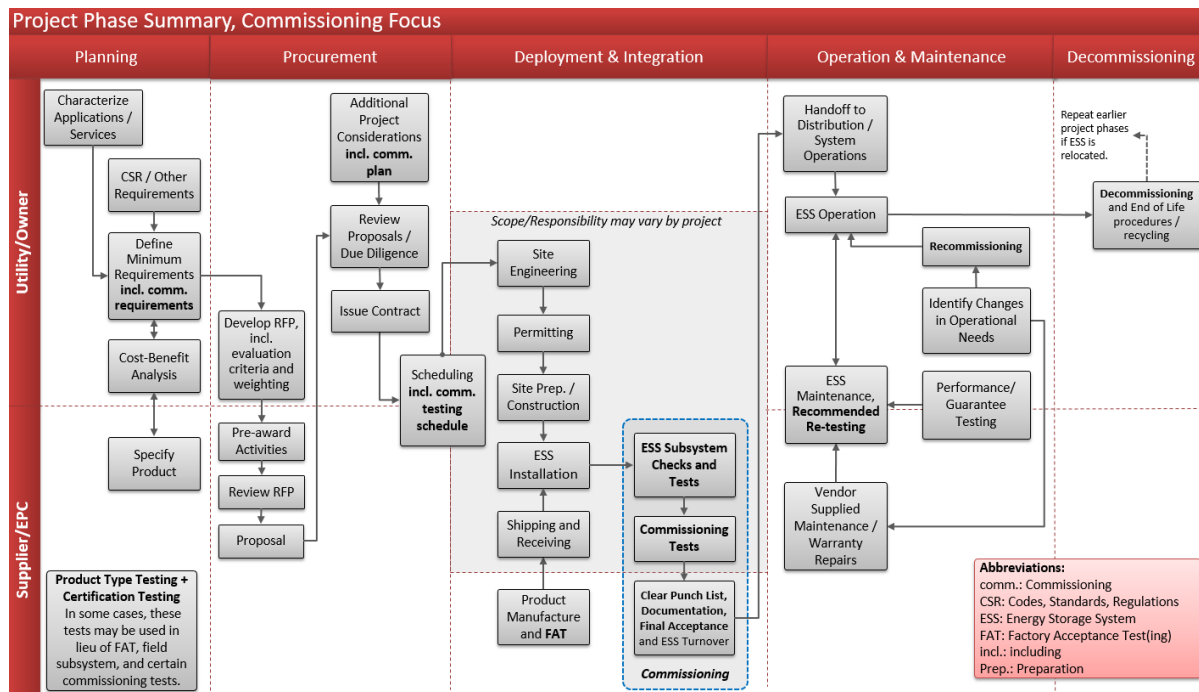 Project Phase Summary, Commissioning Focus
Planning
Procurement
Deployment & Integration
Operation & Maintenance
Decommissioning
Utility/Owner
Supplier/EPC
Characterize
Applications /
Services
CSR / Other
Requirements
Define
Minimum
Requirements
incl. comm.
requirements
Cost-Benefit
Analysis
Specify
Product
Product Type Testing +
Certification Testing
In some cases, these
tests may be used in
lieu of FAT, field
subsystem, and certain
commissioning tests.
Develop RFP,
incl.
evaluation
criteria and
weighting
Pre-award
Activities
Review RFP
Proposal
Additional
Project
Considerations
incl. comm.
plan
Review
Proposals /
Due Diligence
Issue Contract
Scheduling
incl. comm.
testing
schedule
Scope/Responsibility may vary by project
Site
Engineering
Permitting
Site Prep. /
Construction
ESS
Installation
Shipping and
Receiving
Product
Manufacture
and FAT
ESS Subsystem
Checks and
Tests
Commissioning
Tests
Clear Punch List,
Documentation,
Final Acceptance
and ESS Turnover
Commissioning
Handoff to
Distribution /
System
Operations
ESS Operation
Recommissioning
Identify Changes
in Operational
Needs
ESS
Maintenance,
Recommended
Re-testing
Performance/
Guarantee
Testing
Vendor
Supplied
Maintenance /
Warranty
Repairs
Repeat earlier
project phases
if ESS is
relocated.
Decommissioning
and End of Life
procedures /
recycling
Abbreviations:
comm.: Commissioning
CSR: Codes, Standards, Regulations
ESS: Energy Storage System
FAT: Factory Acceptance Test(ing)
incl.: including
Prep.: Preparation